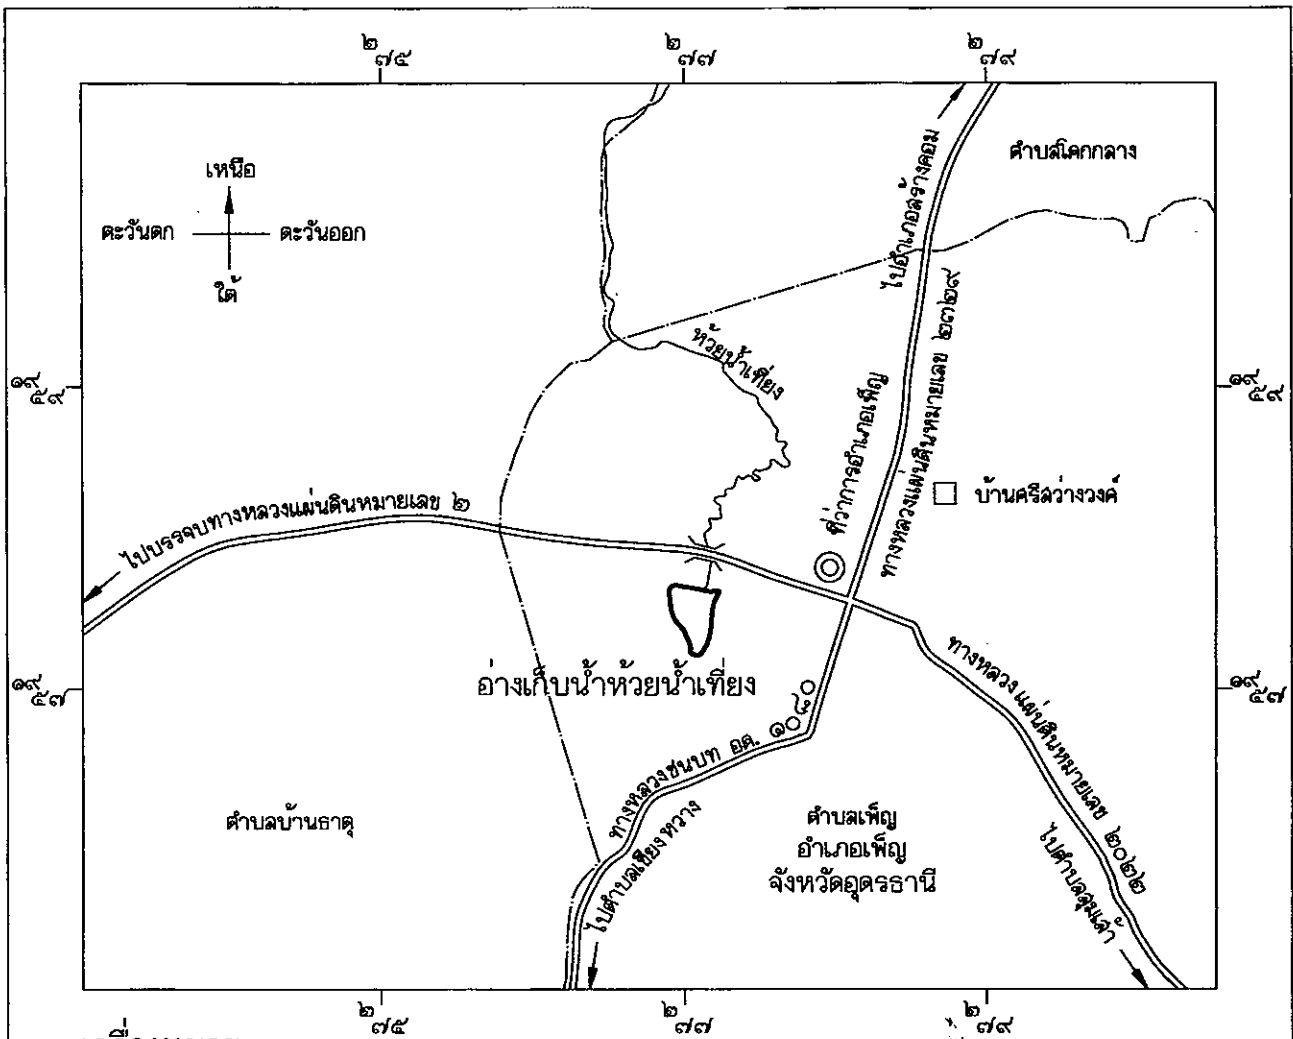 ๒๗๕
๒๗๗
๒๗๙
เหนือ
ตะวันตก
ตะวันออก
ใต้
ตำบลโคกกลาง
ไปอำเภอสร้างคอม
ห้วยน้ำเที่ยง
๑๙๕๙
๑๙๕๙
ที่ว่าการอำเภอเพ็ญ
ทางหลวงแผ่นดินหมายเลข ๒๓๒๙
บ้านศรีสว่างวงค์
ไปบรรจบทางหลวงแผ่นดินหมายเลข ๒
อ่างเก็บน้ำห้วยน้ำเที่ยง
๑๙๕๗
๑๙๕๗
ทางหลวงแผ่นดินหมายเลข ๒๐๒๒
ทางหลวงชนบท อด. ๑๐๘๐
ไปตำบลเชียงหวาง
ตำบลบ้านธาตุ
ตำบลเพ็ญ
อำเภอเพ็ญ
จังหวัดอุดรธานี
ไปตำบลสุมเส้า
๒๗๕
๒๗๗
๒๗๙